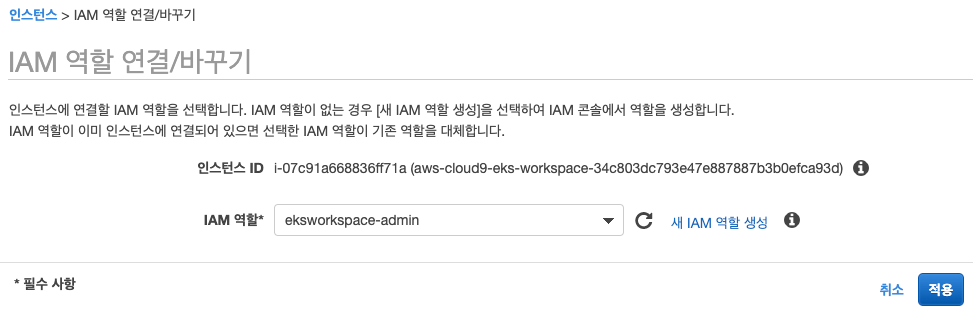 인스턴스 > IAM 역할 연결/바꾸기
IAM 역할 연결/바꾸기
인스턴스에 연결할 IAM 역할을 선택합니다. IAM 역할이 없는 경우 [새 IAM 역할 생성]을 선택하여 IAM 콘솔에서 역할을 생성합니다.
IAM 역할이 이미 인스턴스에 연결되어 있으면 선택한 IAM 역할이 기존 역할을 대체합니다.
인스턴스 ID i-07c91a668836ff71a (aws-cloud9-eks-workspace-34c803dc793e47e887887b3b0efca93d)
IAM 역할* eksworkspace-admin 새 IAM 역할 생성
* 필수 사항
취소 적용